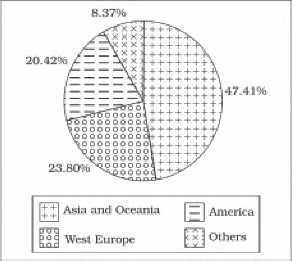 8.37%
20.42%
47.41%
23.80%
Asia and Oceania
America
West Europe
Others